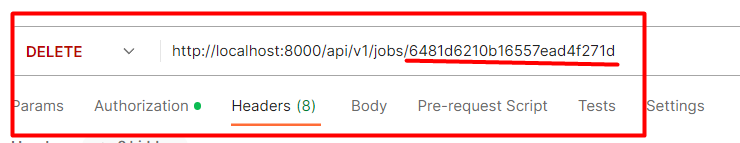 DELETE http://localhost:8000/api/v1/jobs/6481d6210b16557ead4f271d
Params Authorization Headers (8) Body Pre-request Script Tests Settings